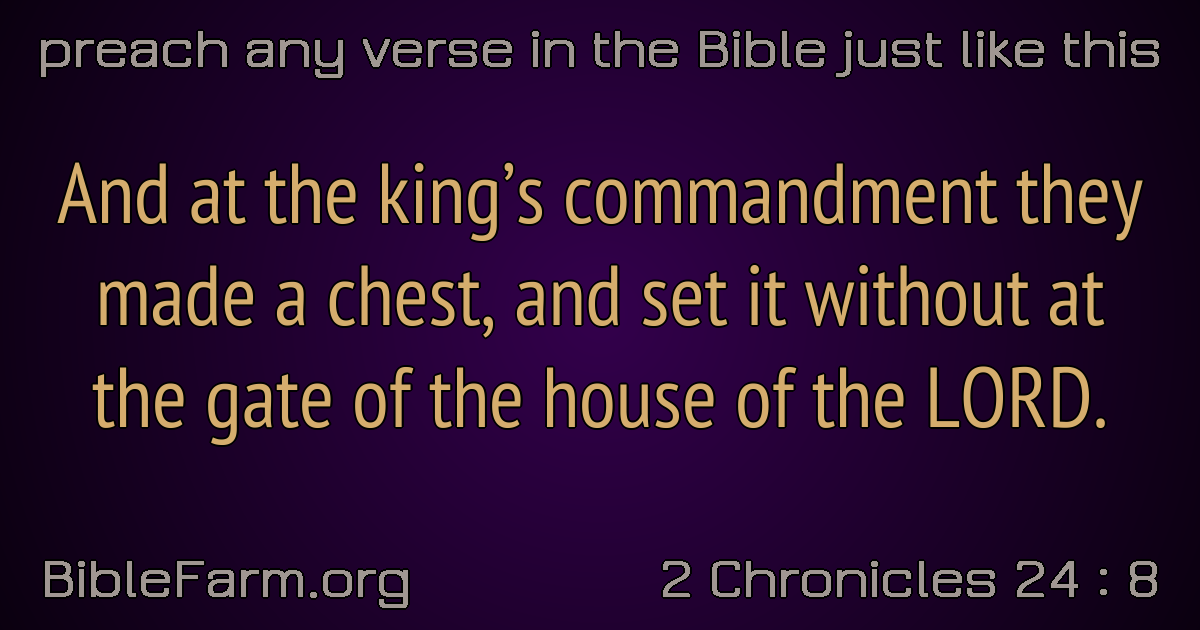 preach any verse in the Bible just like this
And at the king’s commandment they
made a chest, and set it without at
the gate of the house of the LORD.
BibleFarm.org
2 Chronicles 24 : 8